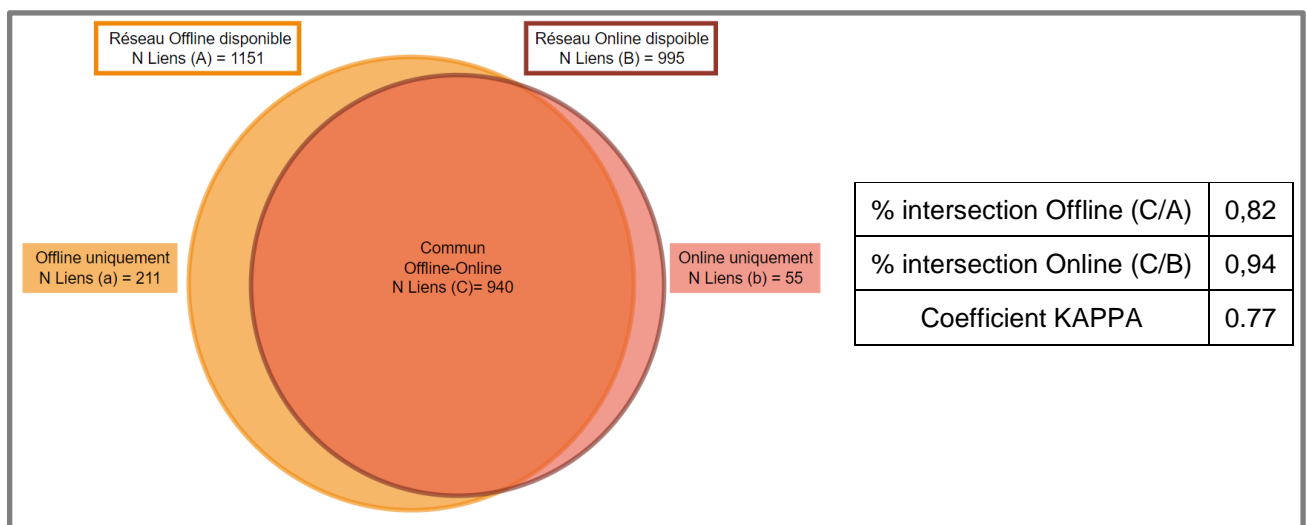 Réseau Offline disponible
N Liens (A) = 1151
Réseau Online dispoible
N Liens (B) = 995
Offline uniquement
N Liens (a) = 211
Commun
Offline-Online
N Liens (C)= 940
Online uniquement
N Liens (b) = 55
% intersection Offline (C/A) 0,82
% intersection Online (C/B) 0,94
Coefficient KAPPA 0.77